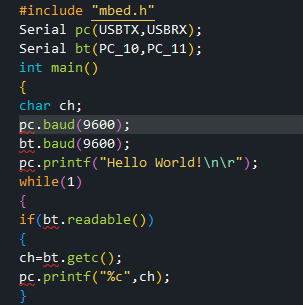 #include "mbed.h"
Serial pc(USBTX,USBRX);
Serial bt(PC_10,PC_11);
int main()
{
char ch;
pc.baud(9600);
bt.baud(9600);
pc.printf("Hello World!\n\r");
while(1)
{
if(bt.readable())
{
ch=bt.getc();
pc.printf("%c",ch);
}